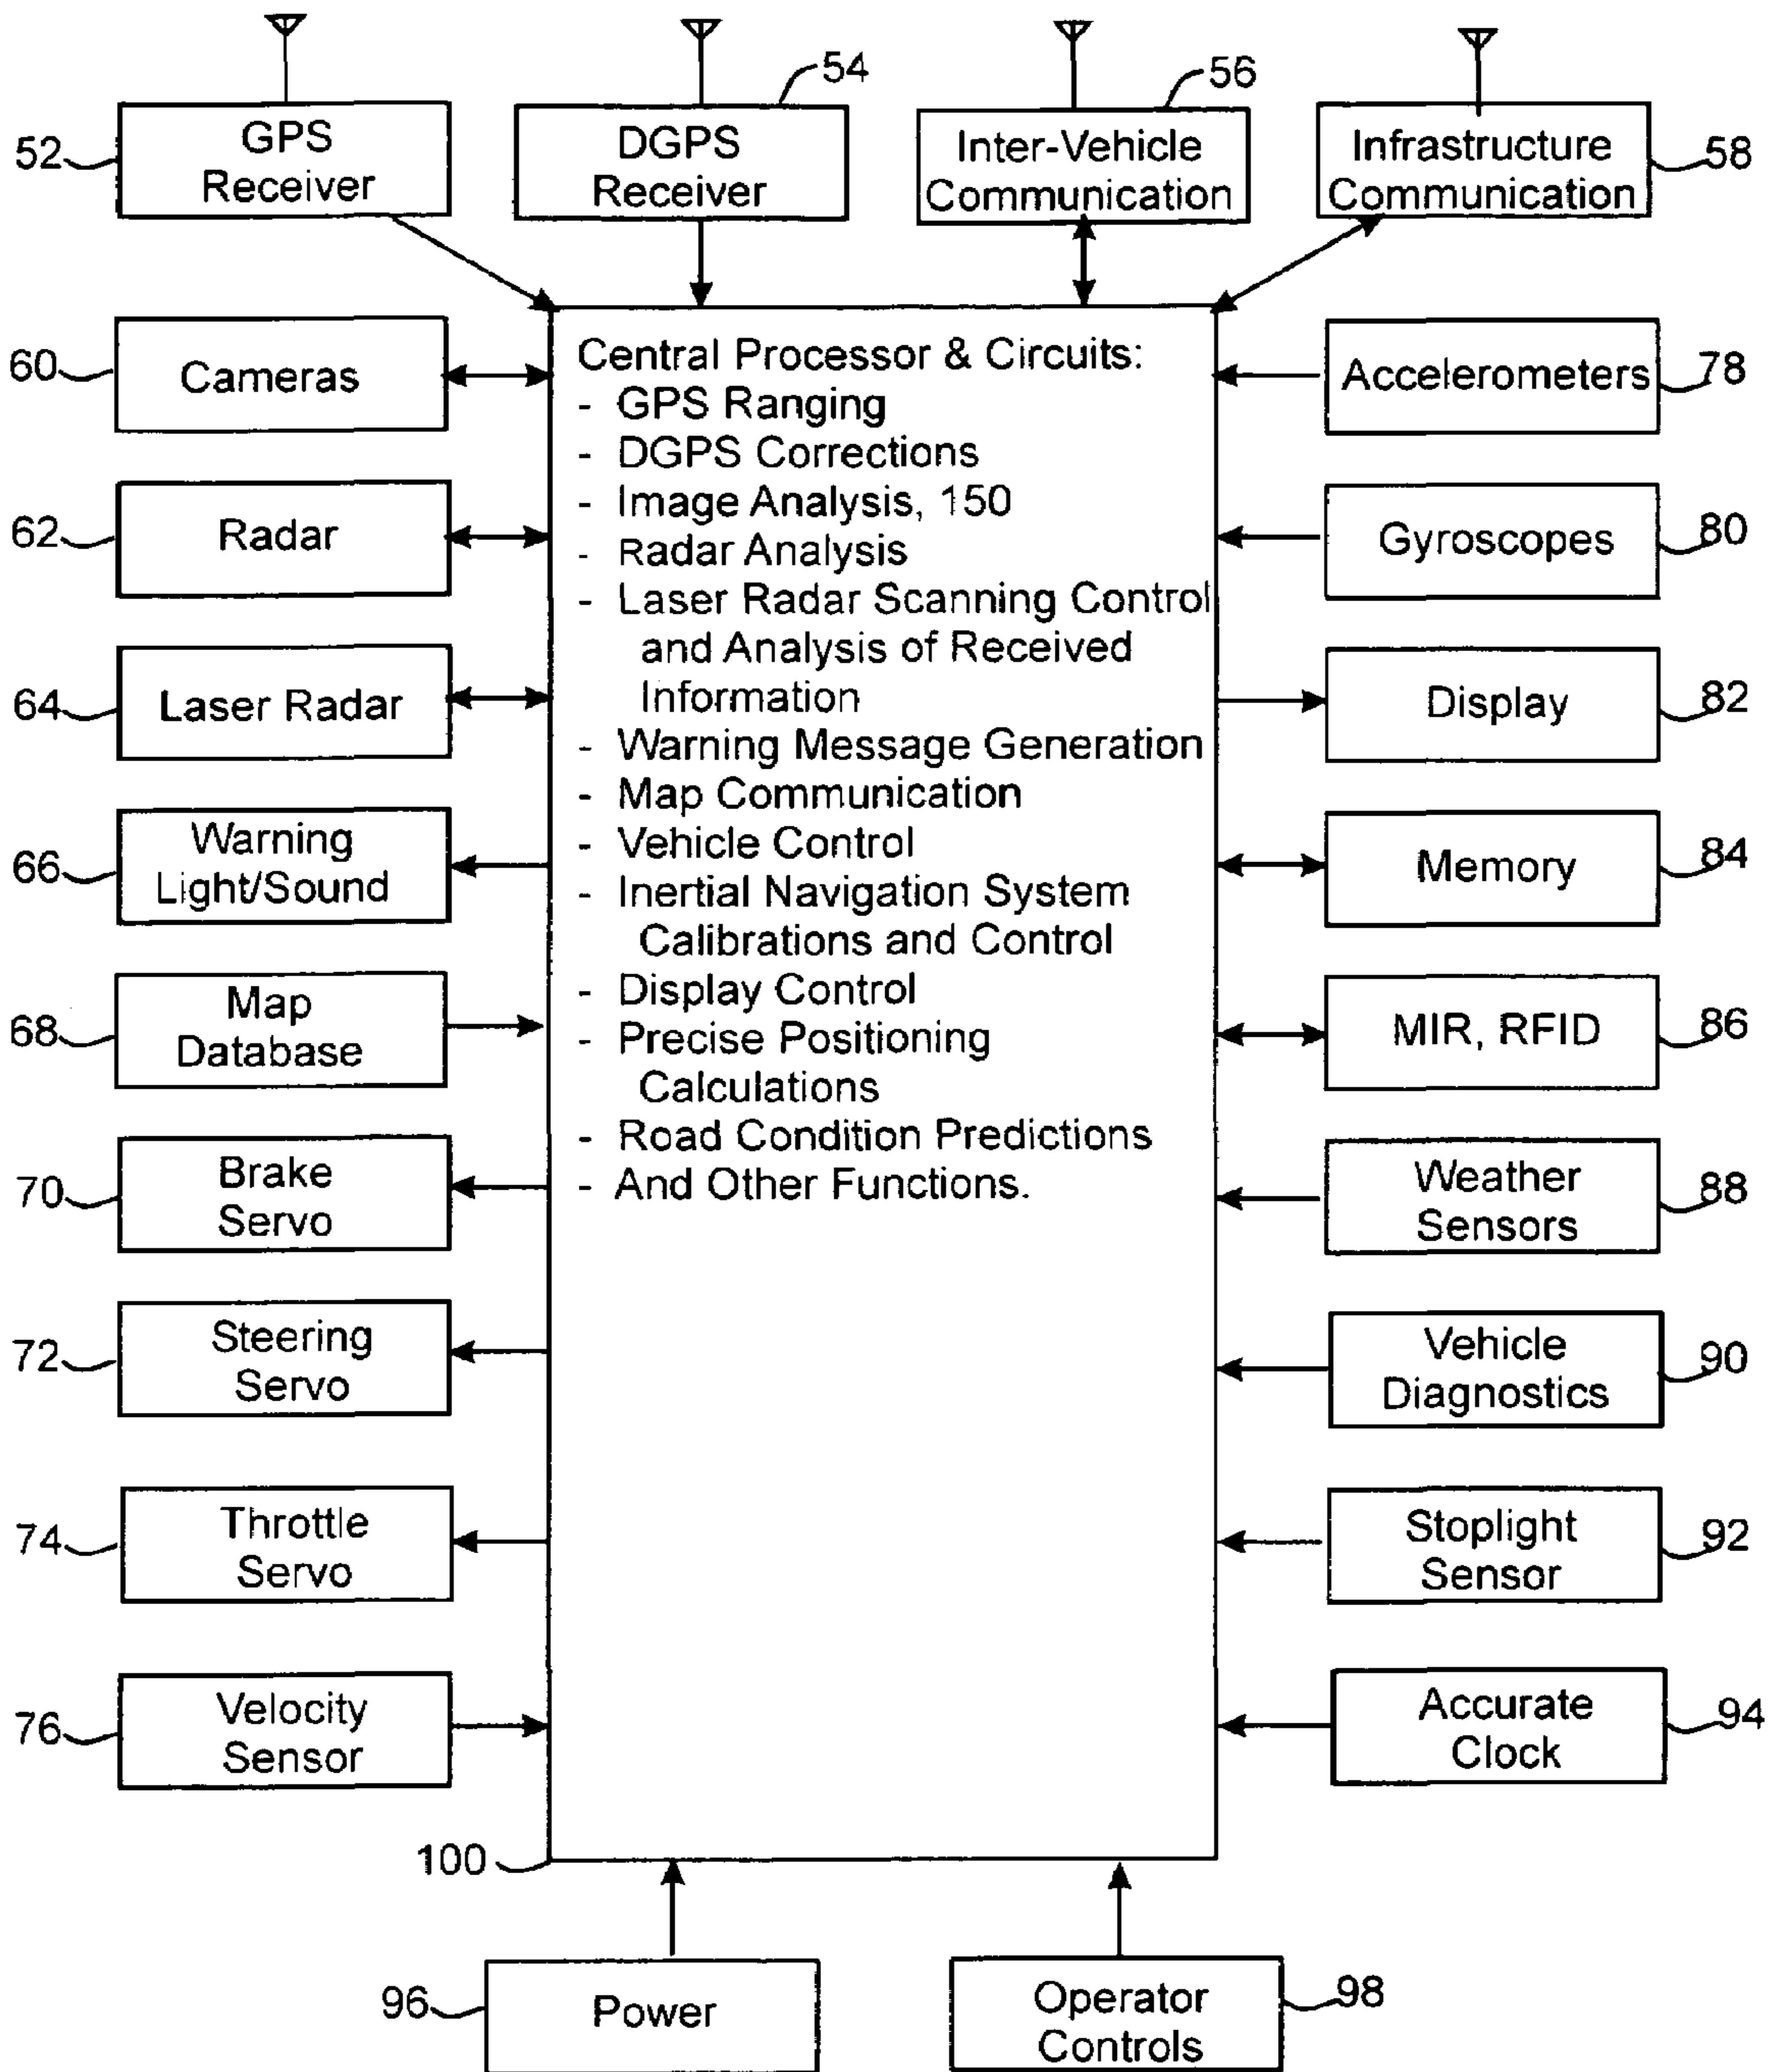 54
56
52
GPS
Receiver
DGPS
Receiver
Inter-Vehicle
Communication
Infrastructure
Communication
58
60
Cameras
62
Radar
64
Laser Radar
66
Warning
Light/Sound
68
Map
Database
70
Brake
Servo
72
Steering
Servo
74
Throttle
Servo
76
Velocity
Sensor
Central Processor & Circuits:
- GPS Ranging
- DGPS Corrections
- Image Analysis, 150
- Radar Analysis
- Laser Radar Scanning Control
and Analysis of Received
Information
- Warning Message Generation
- Map Communication
- Vehicle Control
- Inertial Navigation System
Calibrations and Control
- Display Control
- Precise Positioning
Calculations
- Road Condition Predictions
- And Other Functions.
100
Accelerometers
78
Gyroscopes
80
Display
82
Memory
84
MIR, RFID
86
Weather
Sensors
88
Vehicle
Diagnostics
90
Stoplight
Sensor
92
Accurate
Clock
94
96
Power
Operator
Controls
98